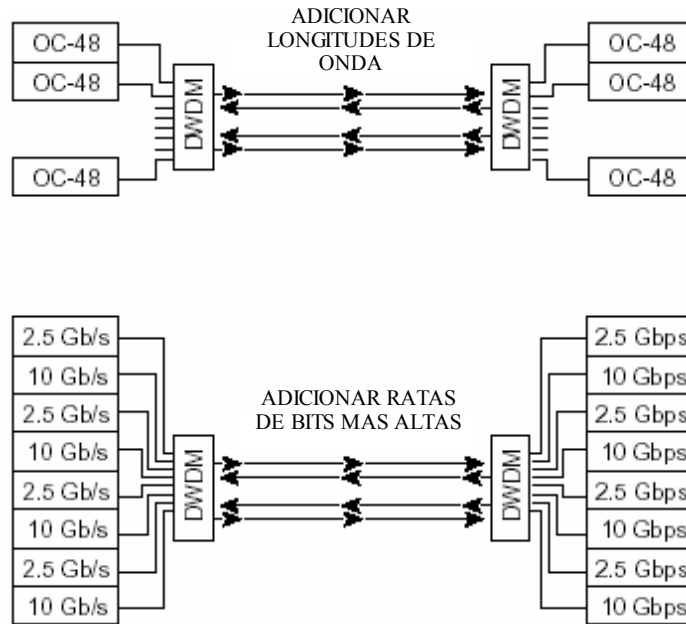 ADICIONAR
LONGITUDES DE
ONDA
OC-48
OC-48
OC-48
DWDM
DWDM
OC-48
OC-48
OC-48
ADICIONAR RATAS
DE BITS MAS ALTAS
2.5 Gb/s
10 Gb/s
2.5 Gb/s
10 Gb/s
2.5 Gb/s
10 Gb/s
2.5 Gb/s
10 Gb/s
DWDM
DWDM
2.5 Gbps
10 Gbps
2.5 Gbps
10 Gbps
2.5 Gbps
10 Gbps
2.5 Gbps
10 Gbps